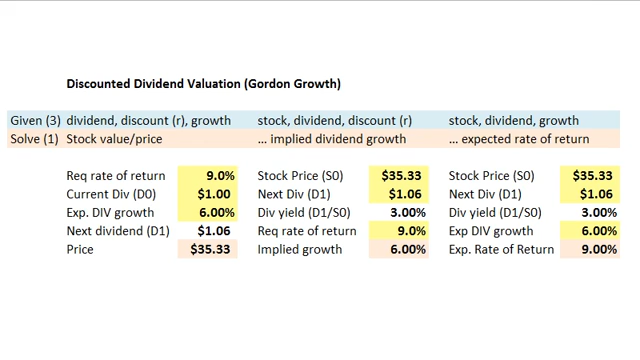 Discounted Dividend Valuation (Gordon Growth)
Given (3) dividend, discount (r), growth stock, dividend, discount (r) stock, dividend, growth
Solve (1) Stock value/price ... implied dividend growth ... expected rate of return
Req rate of return 9.0% Stock Price (S0) $35.33 Stock Price (S0) $35.33
Current Div (D0) $1.00 Next Div (D1) $1.06 Next Div (D1) $1.06
Exp. DIV growth 6.00% Div yield (D1/S0) 3.00% Div yield (D1/S0) 3.00%
Next dividend (D1) $1.06 Req rate of return 9.0% Exp DIV growth 6.00%
Price $35.33 Implied growth 6.00% Exp. Rate of Return 9.00%